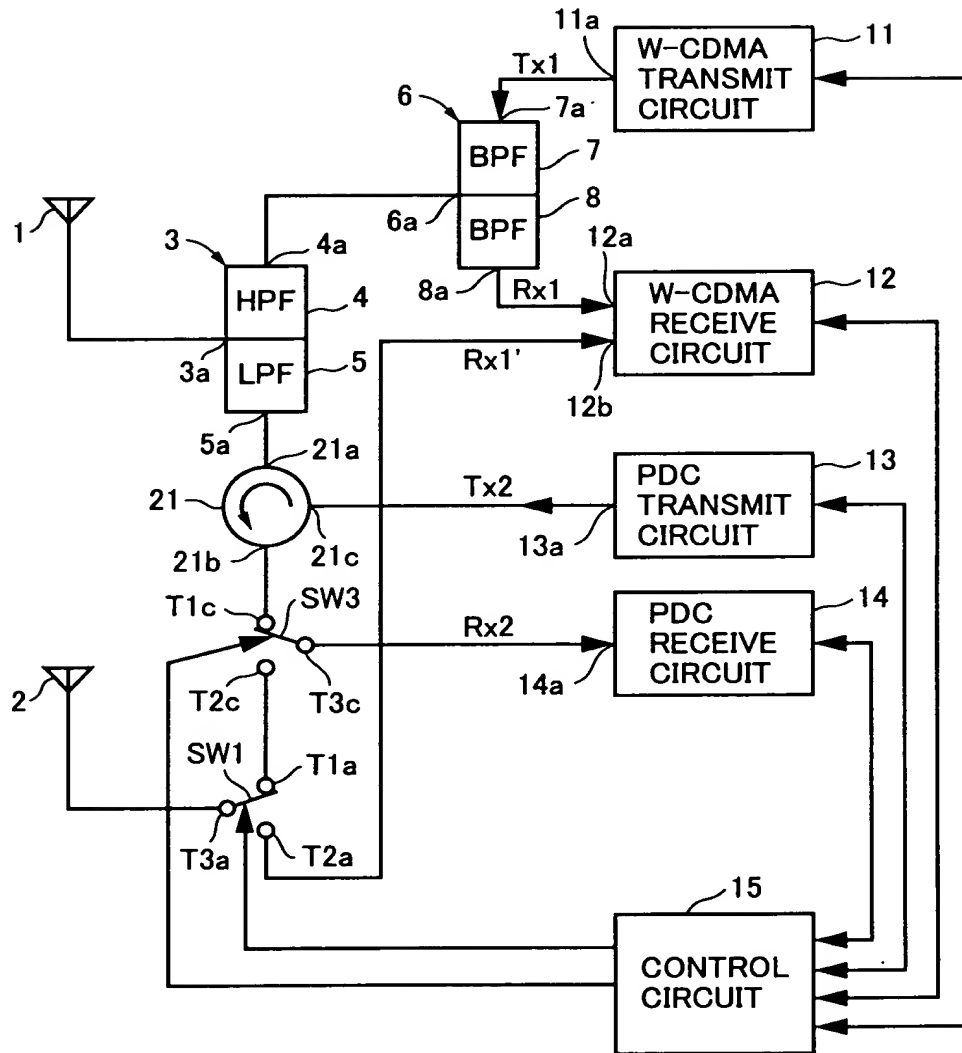 11a
W-CDMA
TRANSMIT
CIRCUIT
11
Tx1
6
7a
BPF
7
1
6a
BPF
8
3
4a
12a
8a
Rx1
HPF
4
W-CDMA
RECEIVE
CIRCUIT
12
3a
LPF
5
Rx1'
12b
5a
21a
21
21b
21c
Tx2
13a
PDC
TRANSMIT
CIRCUIT
13
T1c
SW3
Rx2
14a
PDC
RECEIVE
CIRCUIT
14
2
T2c
T3c
SW1
T1a
T3a
T2a
15
CONTROL
CIRCUIT